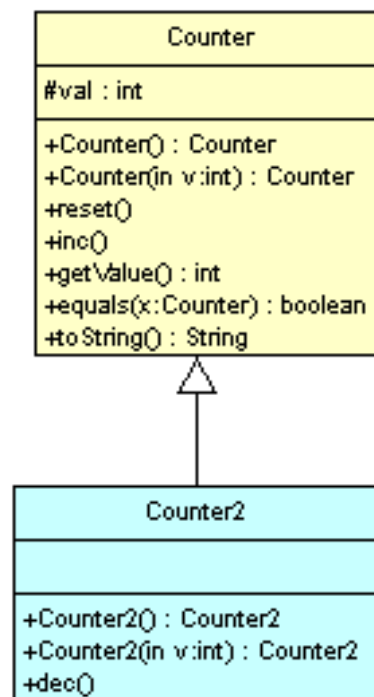 Counter
#val : int
+Counter() : Counter
+Counter(in v:int) : Counter
+reset()
+inc()
+getValue() : int
+equals(x:Counter) : boolean
+toString() : String
Counter2
+Counter2() : Counter2
+Counter2(in v:int) : Counter2
+dec()